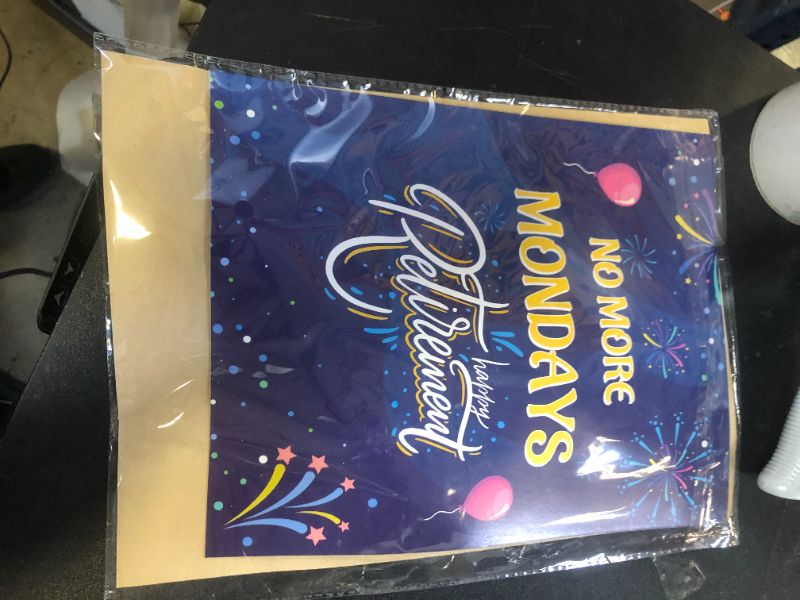 NO MORE
MONDAYS
happy
Retirement